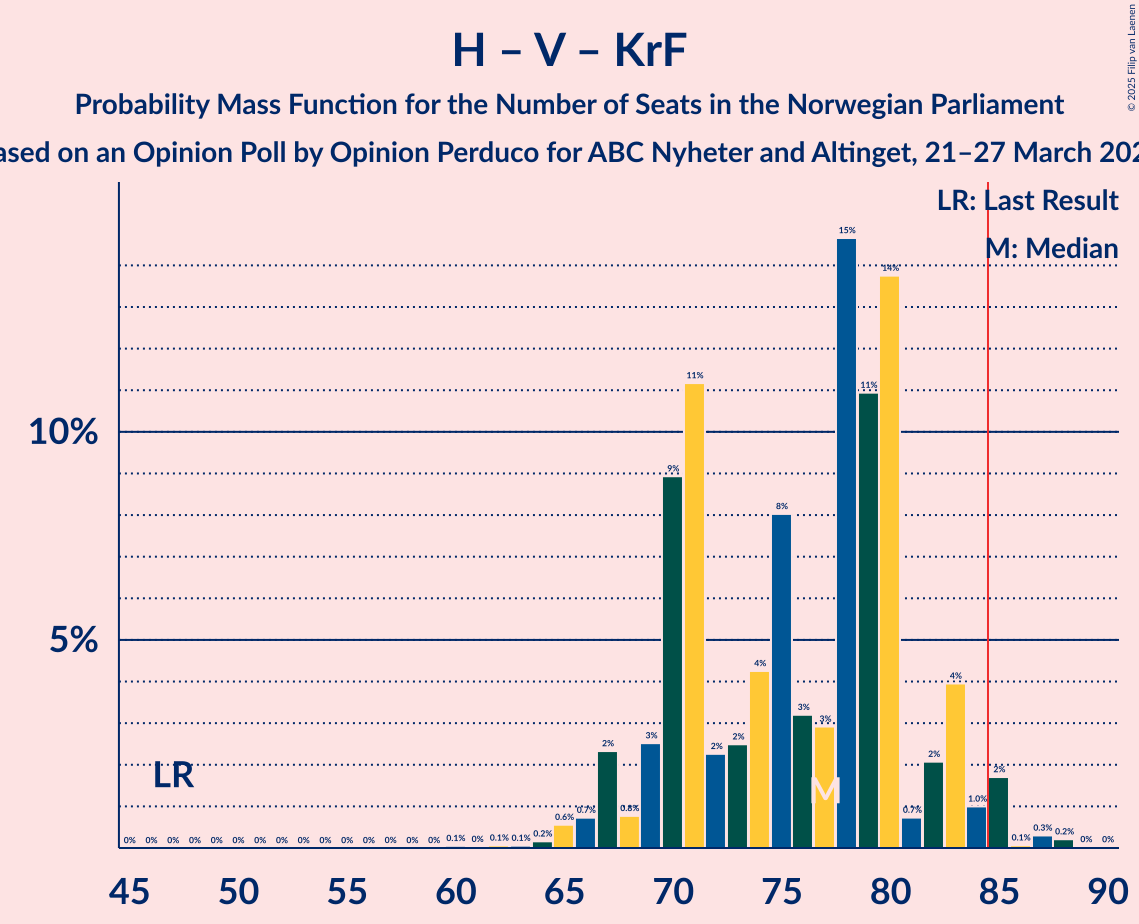 H – V – KrF
Probability Mass Function for the Number of Seats in the Norwegian Parliament
on an Opinion Poll by Opinion Perduco for ABC Nyheter and Altinget, 21–27 March
© 2025 Filip van Laenen
LR: Last Result
M: Median
15%
14%
11% 11%
10%
9%
8%
5%
4% 4%
3% 3% 3%
2% 2% 2% 2% 2%
LR M
0% 0% 0% 0% 0% 0% 0% 0% 0% 0% 0% 0% 0% 0% 0% 0.1% 0% 0.1% 0.1% 0.2% 0.6% 0.7% 0.8% 0.7% 1.0% 0.1% 0.3% 0.2% 0% 0%
45 50 55 60 65 70 75 80 85 90